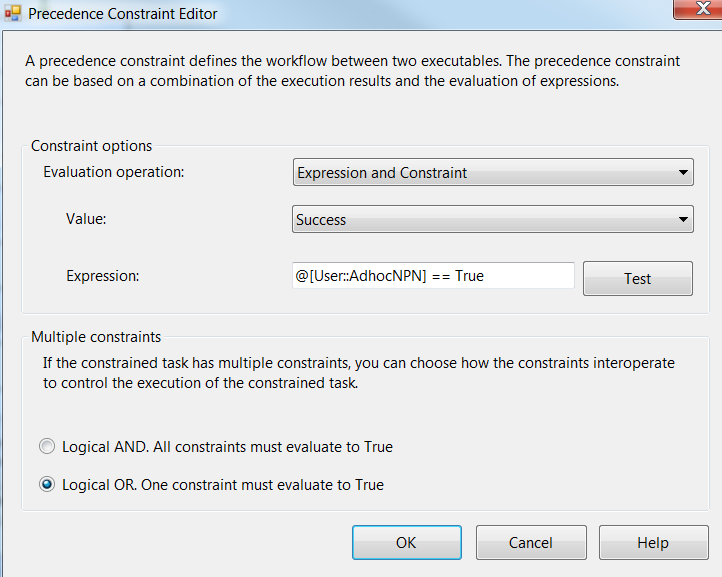 Precedence Constraint Editor
A precedence constraint defines the workflow between two executables. The precedence constraint
can be based on a combination of the execution results and the evaluation of expressions.
Constraint options
Evaluation operation:
Expression and Constraint
Value:
Success
Expression:
@[User::AdhocNPN] == True
Test
Multiple constraints
If the constrained task has multiple constraints, you can choose how the constraints interoperate
to control the execution of the constrained task.
Logical AND. All constraints must evaluate to True
Logical OR. One constraint must evaluate to True
OK
Cancel
Help